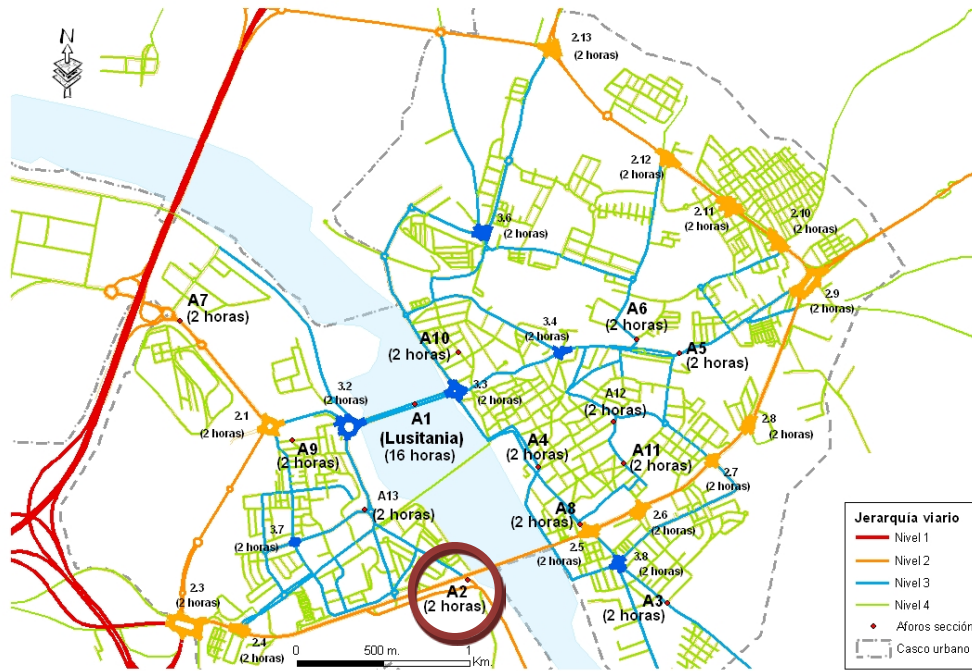 N
2.13
(2 horas)
2.12
(2 horas)
2.11
(2 horas)
2.10
(2 horas)
3.6
(2 horas)
2.9
(2 horas)
A7
(2 horas)
A6
(2 horas)
A10
(2 horas)
3.4
(2 horas)
A5
(2 horas)
3.2
(2 horas)
3.3
(2 horas)
A12
(2 horas)
A1
(Lusitania)
(16 horas)
2.1
(2 horas)
2.8
(2 horas)
A9
(2 horas)
A4
(2 horas)
A11
(2 horas)
2.7
(2 horas)
A13
(2 horas)
A8
(2 horas)
2.6
(2 horas)
3.7
(2 horas)
2.5
(2 horas)
3.8
(2 horas)
2.3
(2 horas)
A2
(2 horas)
A3
(2 horas)
2.4
(2 horas)
0 500 m. 1
Km.
Jerarquía viario
Nivel 1
Nivel 2
Nivel 3
Nivel 4
Aforos sección
Casco urbano